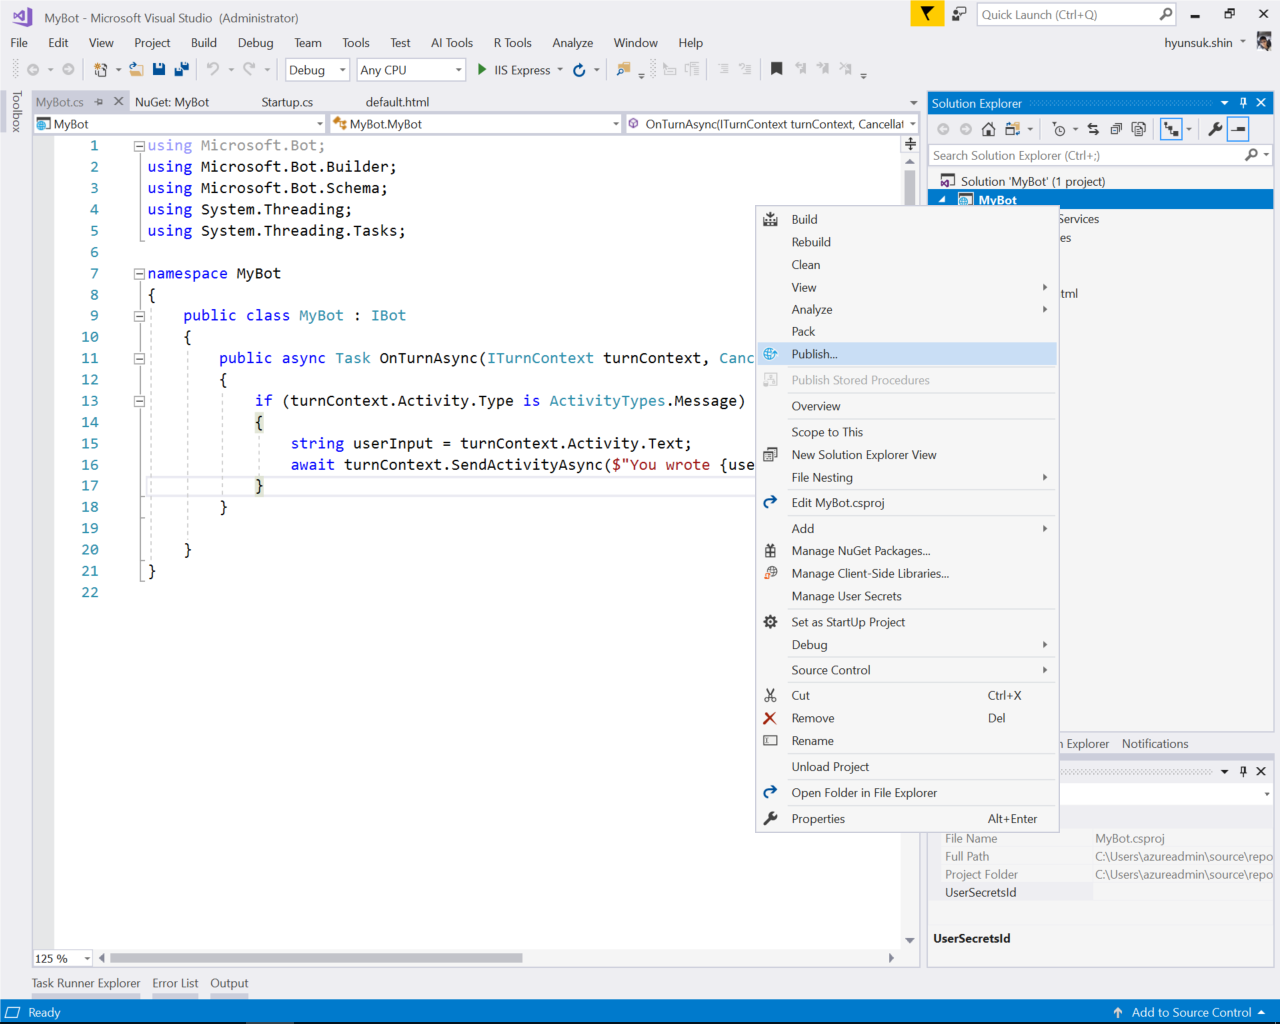 MyBot - Microsoft Visual Studio (Administrator)
Quick Launch (Ctrl+Q)
File Edit View Project Build Debug Team Tools Test AI Tools R Tools Analyze Window Help
hyunsuk.shin
Debug Any CPU IIS Express
Toolbox
MyBot.cs NuGet: MyBot Startup.cs default.html
MyBot MyBot.MyBot OnTurnAsync(ITurnContext turnContext, Cancellat
1 using Microsoft.Bot;
2 using Microsoft.Bot.Builder;
3 using Microsoft.Bot.Schema;
4 using System.Threading;
5 using System.Threading.Tasks;
6
7 namespace MyBot
8 {
9 public class MyBot : IBot
10 {
11 public async Task OnTurnAsync(ITurnContext turnContext, Canc
12 {
13 if (turnContext.Activity.Type is ActivityTypes.Message)
14 {
15 string userInput = turnContext.Activity.Text;
16 await turnContext.SendActivityAsync($"You wrote {use
17 }
18 }
19
20 }
21 }
22
125 %
Solution Explorer
Search Solution Explorer (Ctrl+;)
Solution 'MyBot' (1 project)
MyBot
Services
es
tml
Build
Rebuild
Clean
View
Analyze
Pack
Publish...
Publish Stored Procedures
Overview
Scope to This
New Solution Explorer View
File Nesting
Edit MyBot.csproj
Add
Manage NuGet Packages...
Manage Client-Side Libraries...
Manage User Secrets
Set as StartUp Project
Debug
Source Control
Cut Ctrl+X
Remove Del
Rename
Unload Project
Open Folder in File Explorer
Properties Alt+Enter
n Explorer Notifications
File Name MyBot.csproj
Full Path C:\Users\azureadmin\source\repo
Project Folder C:\Users\azureadmin\source\repo
UserSecretsId
UserSecretsId
Task Runner Explorer Error List Output
Ready
Add to Source Control